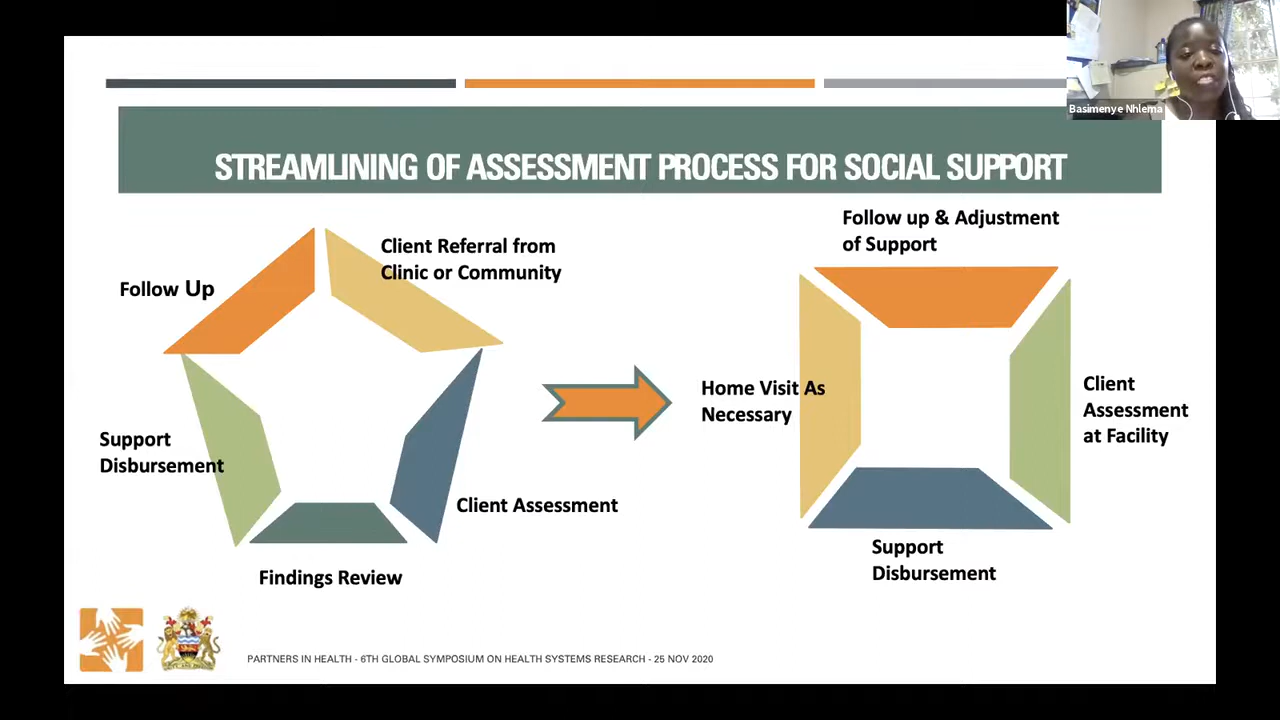 Basimenye Nhlema
STREAMLINING OF ASSESSMENT PROCESS FOR SOCIAL SUPPORT
Client Referral from
Clinic or Community
Follow Up
Support
Disbursement
Client Assessment
Findings Review
Follow up & Adjustment
of Support
Home Visit As
Necessary
Client
Assessment
at Facility
Support
Disbursement
PARTNERS IN HEALTH - 6TH GLOBAL SYMPOSIUM ON HEALTH SYSTEMS RESEARCH - 25 NOV 2020